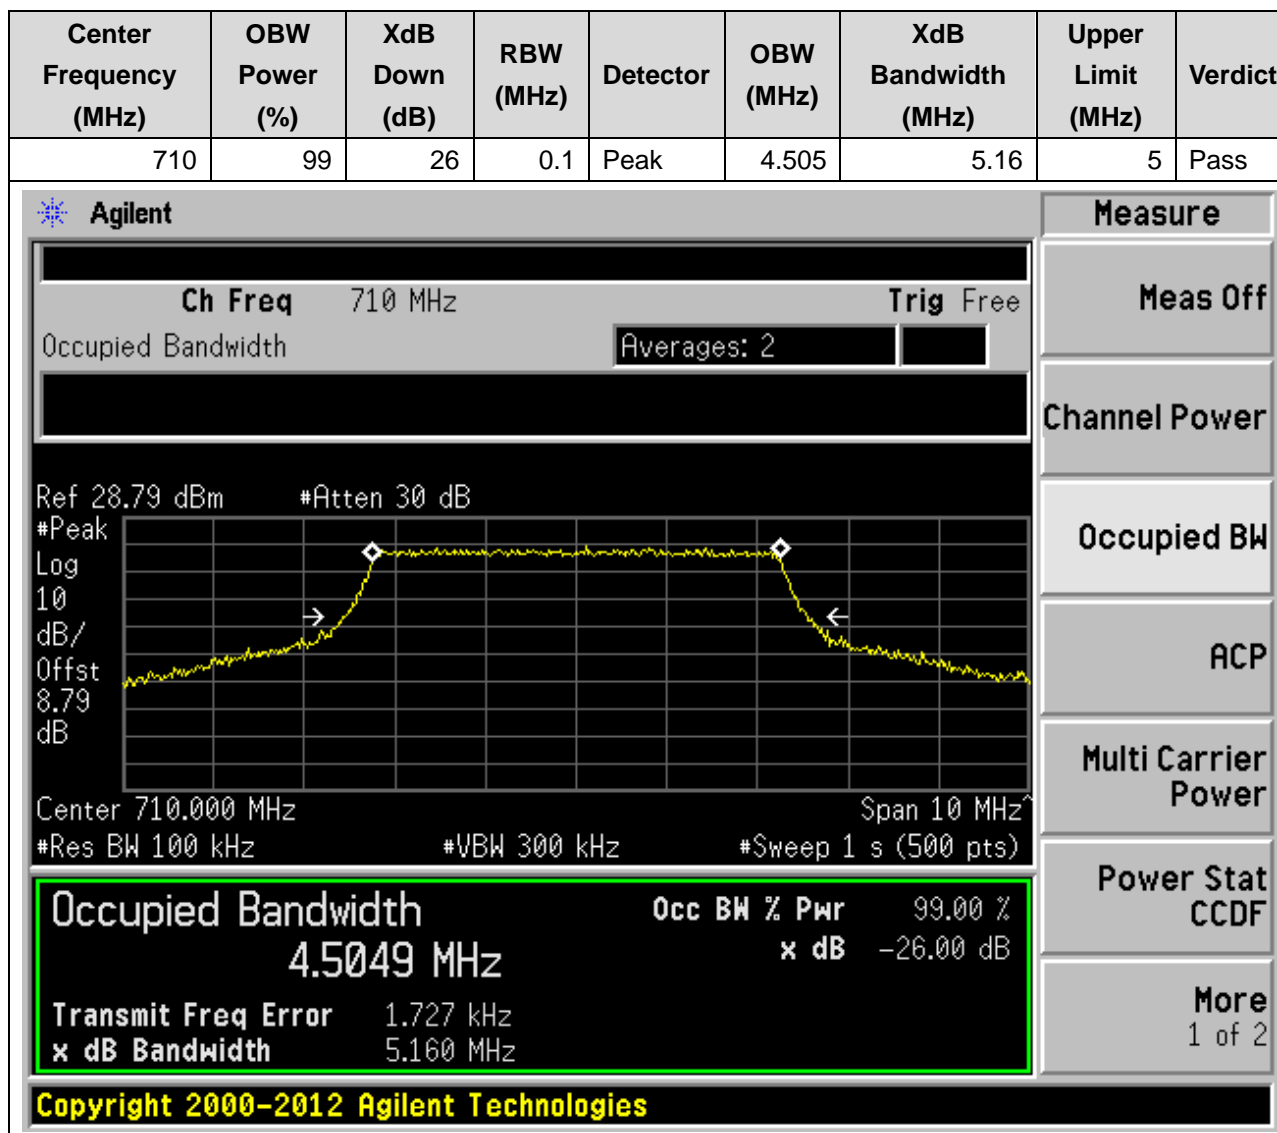 Center Frequency (MHz) OBW Power (%) XdB Down (dB) RBW (MHz) Detector OBW (MHz) XdB Bandwidth (MHz) Upper Limit (MHz) Verdict
710 99 26 0.1 Peak 4.505 5.16 5 Pass
Agilent
Measure
Ch Freq 710 MHz Trig Free
Occupied Bandwidth Averages: 2
Ref 28.79 dBm #Atten 30 dB
#Peak
Log
10
dB/
Offst
8.79
dB
Center 710.000 MHz Span 10 MHz^
#Res BW 100 kHz #VBW 300 kHz #Sweep 1 s (500 pts)
Occupied Bandwidth Occ BW % Pwr 99.00 %
4.5049 MHz x dB -26.00 dB
Transmit Freq Error 1.727 kHz
x dB Bandwidth 5.160 MHz
Meas Off
Channel Power
Occupied BW
ACP
Multi Carrier
Power
Power Stat
CCDF
More
1 of 2
Copyright 2000-2012 Agilent Technologies